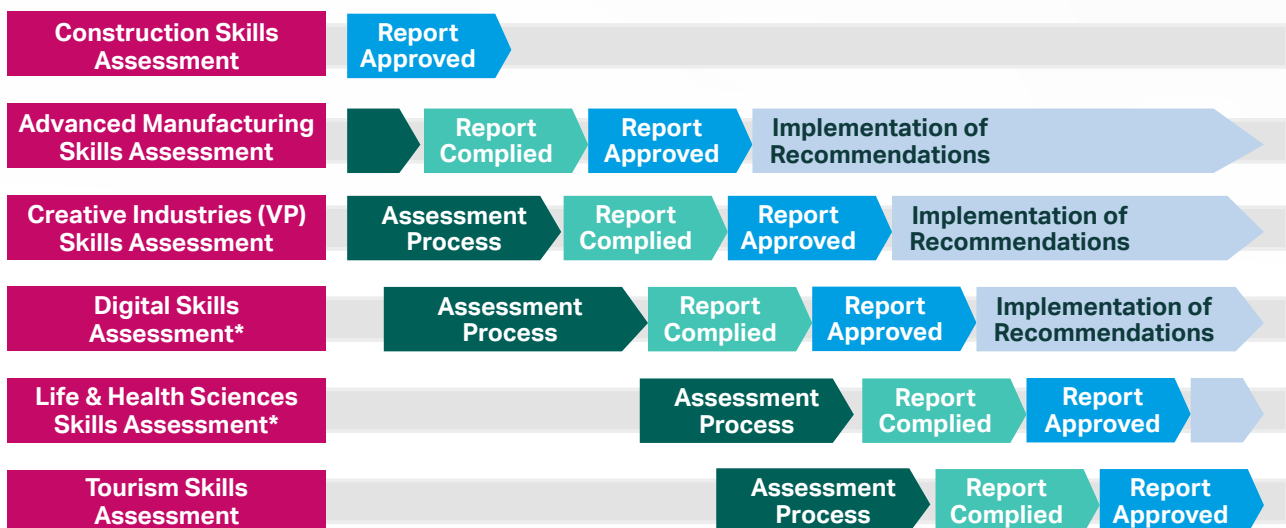 Construction Skills
Assessment
Report
Approved
Advanced Manufacturing
Skills Assessment
Report
Complied
Report
Approved
Implementation of
Recommendations
Creative Industries (VP)
Skills Assessment
Assessment
Process
Report
Complied
Report
Approved
Implementation of
Recommendations
Digital Skills
Assessment*
Assessment
Process
Report
Complied
Report
Approved
Implementation of
Recommendations
Life & Health Sciences
Skills Assessment*
Assessment
Process
Report
Complied
Report
Approved
Tourism Skills
Assessment
Assessment
Process
Report
Complied
Report
Approved